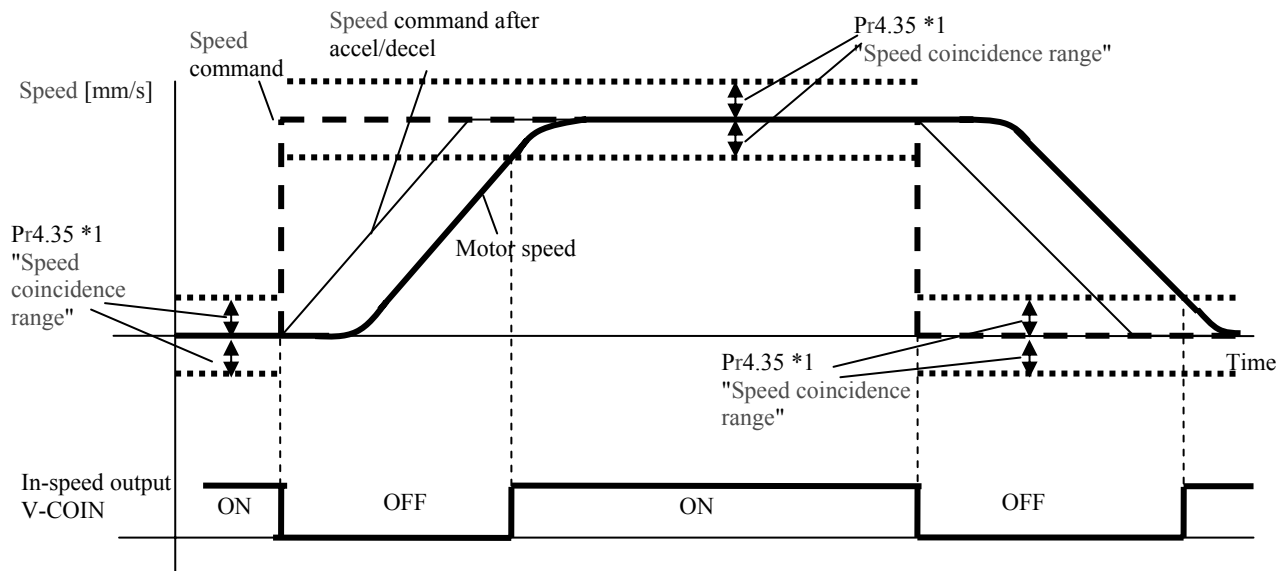 Speed command after
accel/decel
Pr4.35 *1
"Speed coincidence range"
Speed
command
Speed [mm/s]
Motor speed
Pr4.35 *1
"Speed
coincidence
range"
Pr4.35 *1
"Speed coincidence
range"
Time
In-speed output
V-COIN
ON
OFF
ON
OFF